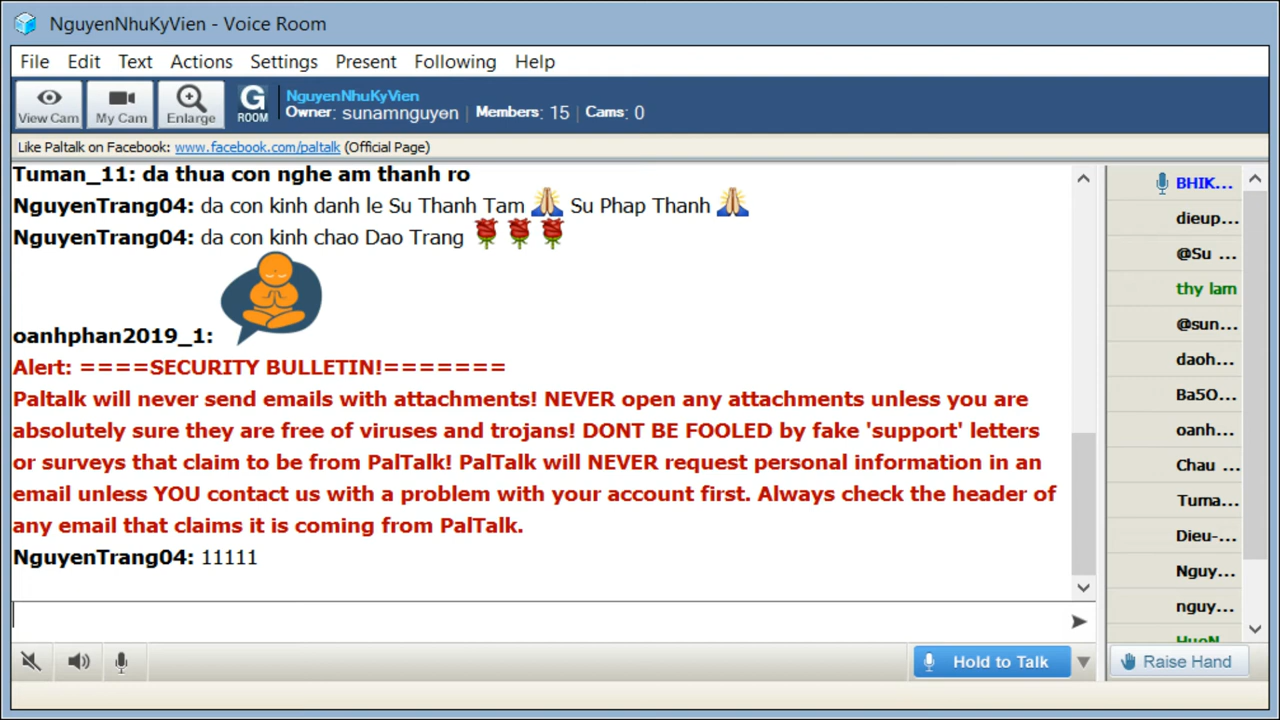 NguyenNhuKyVien - Voice Room
File Edit Text Actions Settings Present Following Help
View Cam My Cam Enlarge G ROOM
NguyenNhuKyVien
Owner: sunamnguyen Members: 15 Cams: 0
Like Paltalk on Facebook: www.facebook.com/paltalk (Official Page)
Tuman_11: da thua con nghe am thanh ro
NguyenTrang04: da con kinh danh le Su Thanh Tam 🙏 Su Phap Thanh 🙏
NguyenTrang04: da con kinh chao Dao Trang 🌹 🌹 🌹
oanhphan2019_1:
Alert: ====SECURITY BULLETIN!=======
Paltalk will never send emails with attachments! NEVER open any attachments unless you are
absolutely sure they are free of viruses and trojans! DONT BE FOOLED by fake 'support' letters
or surveys that claim to be from PalTalk! PalTalk will NEVER request personal information in an
email unless YOU contact us with a problem with your account first. Always check the header of
any email that claims it is coming from PalTalk.
NguyenTrang04: 11111
BHIK...
dieup...
@Su ...
thy lam
@sun...
daoh...
Ba5O...
oanh...
Chau ...
Tuma...
Dieu-...
Nguy...
nguy...
HueN
Hold to Talk
Raise Hand